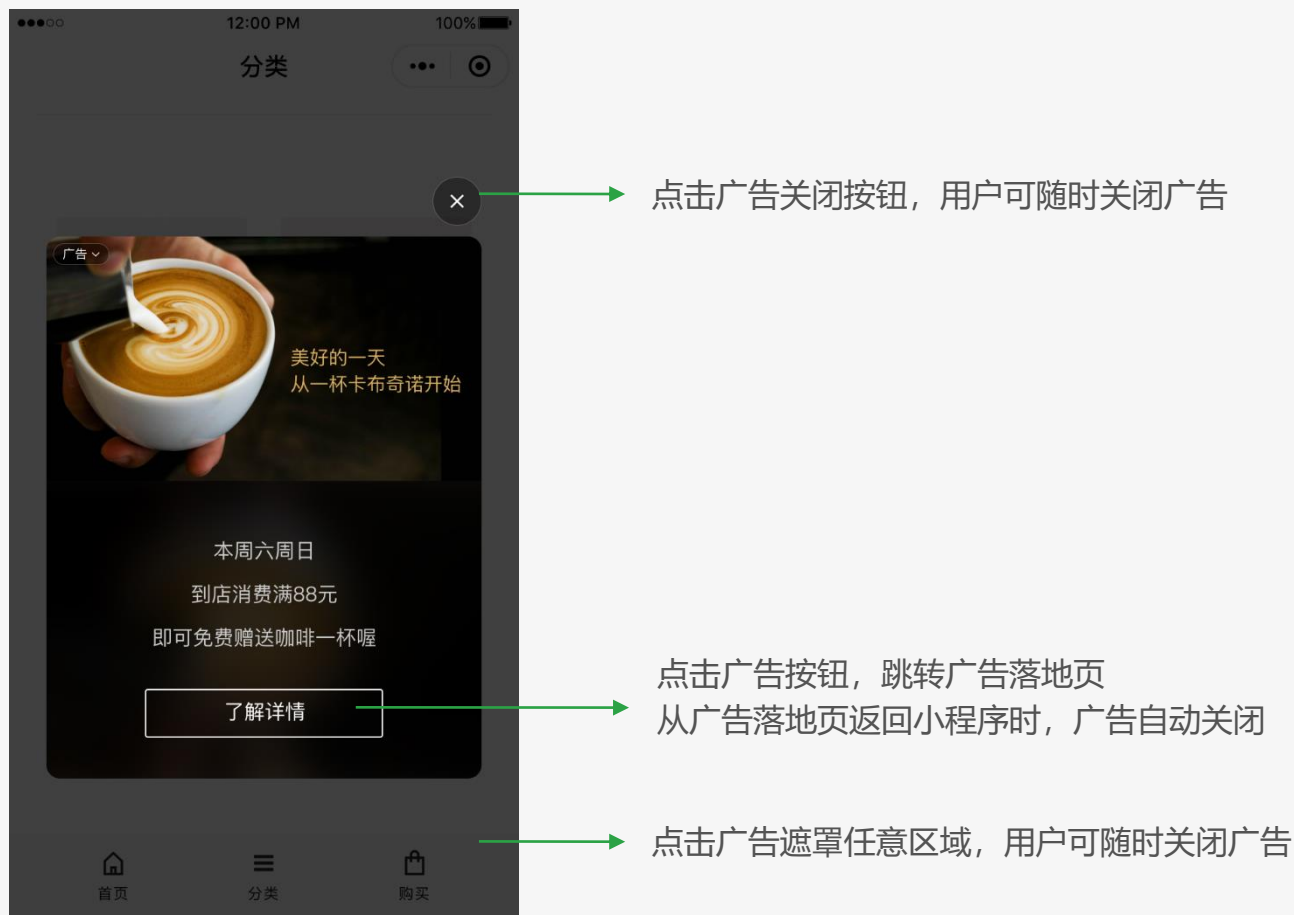 12:00 PM
100%
分类
点击广告关闭按钮，用户可随时关闭广告
广告
美好的一天
从一杯卡布奇诺开始
本周六周日
到店消费满88元
即可免费赠送咖啡一杯喔
了解详情
点击广告按钮，跳转广告落地页
从广告落地页返回小程序时，广告自动关闭
点击广告遮罩任意区域，用户可随时关闭广告
首页
分类
购买